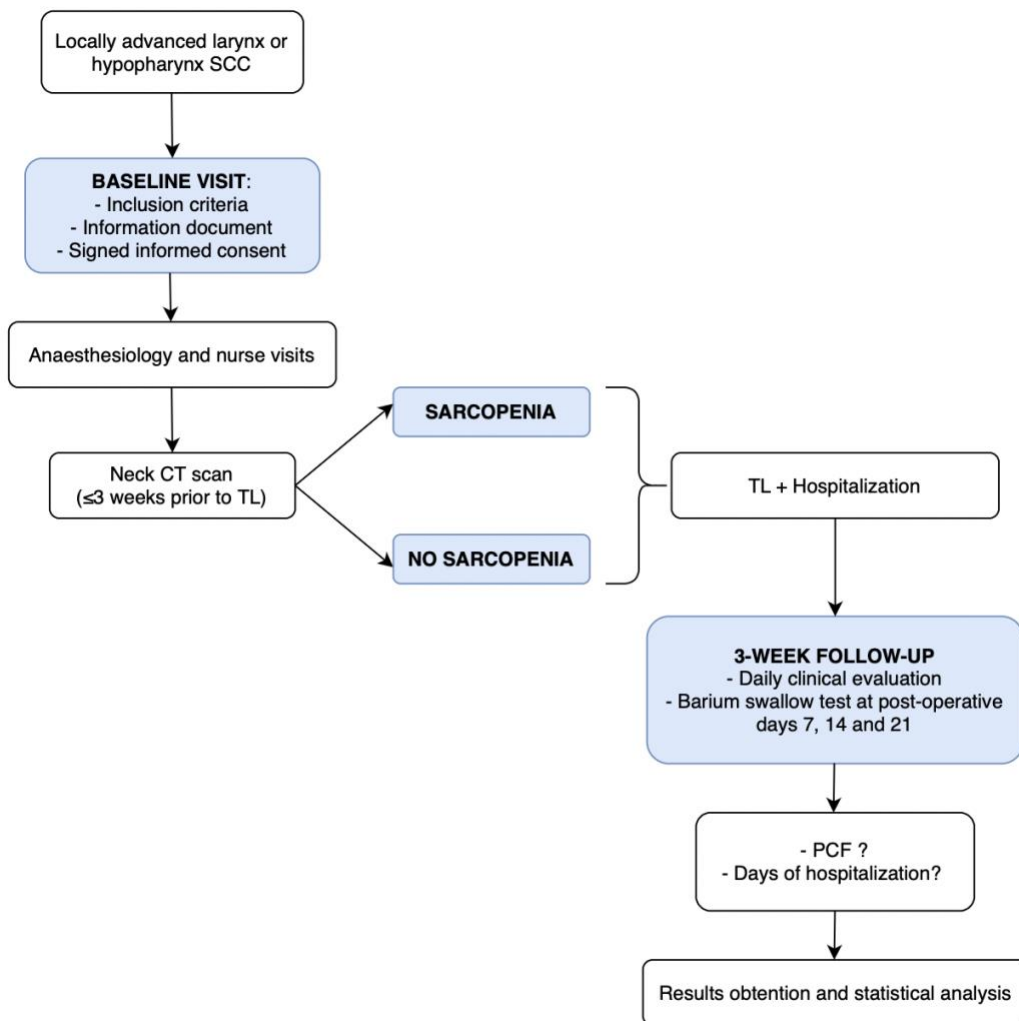 Locally advanced larynx or
hypopharynx SCC
BASELINE VISIT:
- Inclusion criteria
- Information document
- Signed informed consent
Anaesthesiology and nurse visits
Neck CT scan
(≤3 weeks prior to TL)
SARCOPENIA
NO SARCOPENIA
TL + Hospitalization
3-WEEK FOLLOW-UP
- Daily clinical evaluation
- Barium swallow test at post-operative
days 7, 14 and 21
- PCF ?
- Days of hospitalization?
Results obtention and statistical analysis